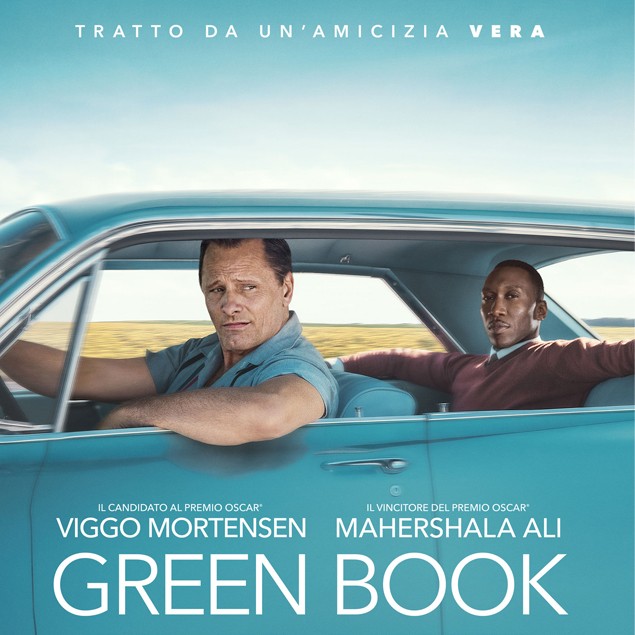 TRATTO DA UN'AMICIZIA VERA
IL CANDIDATO AL PREMIO OSCAR® IL VINCITORE DEL PREMIO OSCAR®
VIGGO MORTENSEN MAHERSHALA ALI
GREEN BOOK